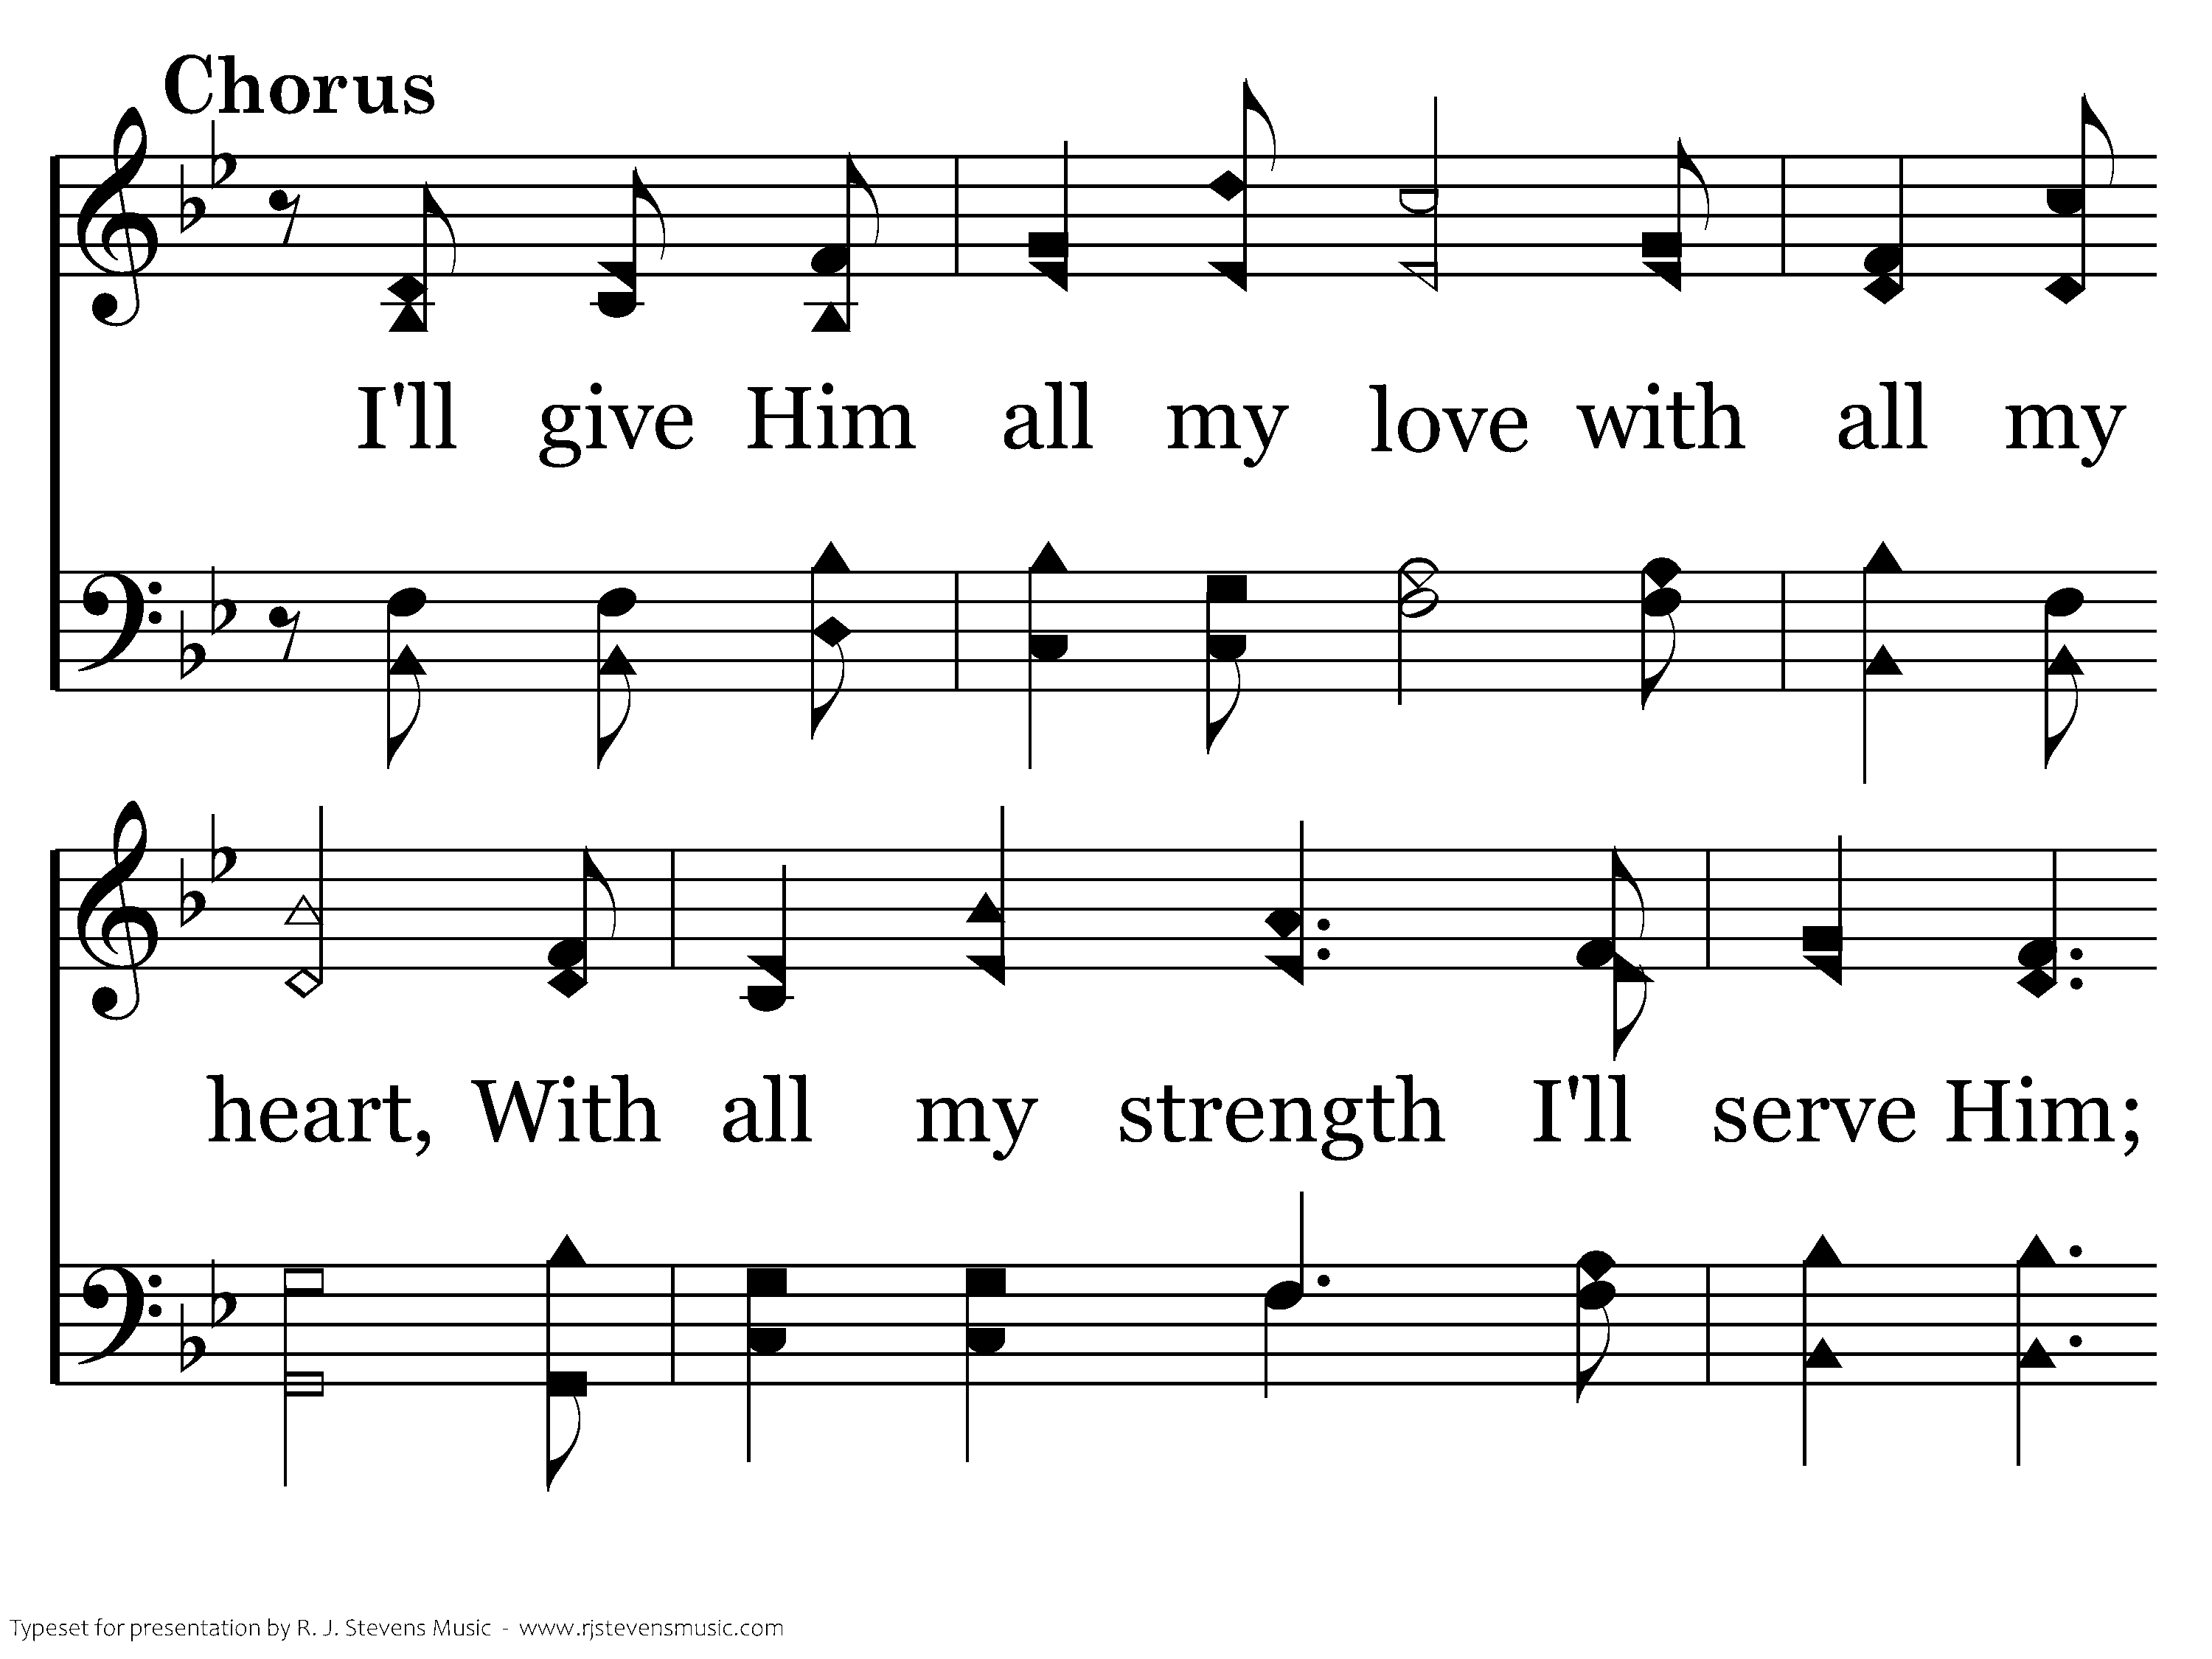 Chorus
I'll give Him all my love with all my
heart, With all my strength I'll serve Him;
Typeset for presentation by R. J. Stevens Music - www.rjstevensmusic.com